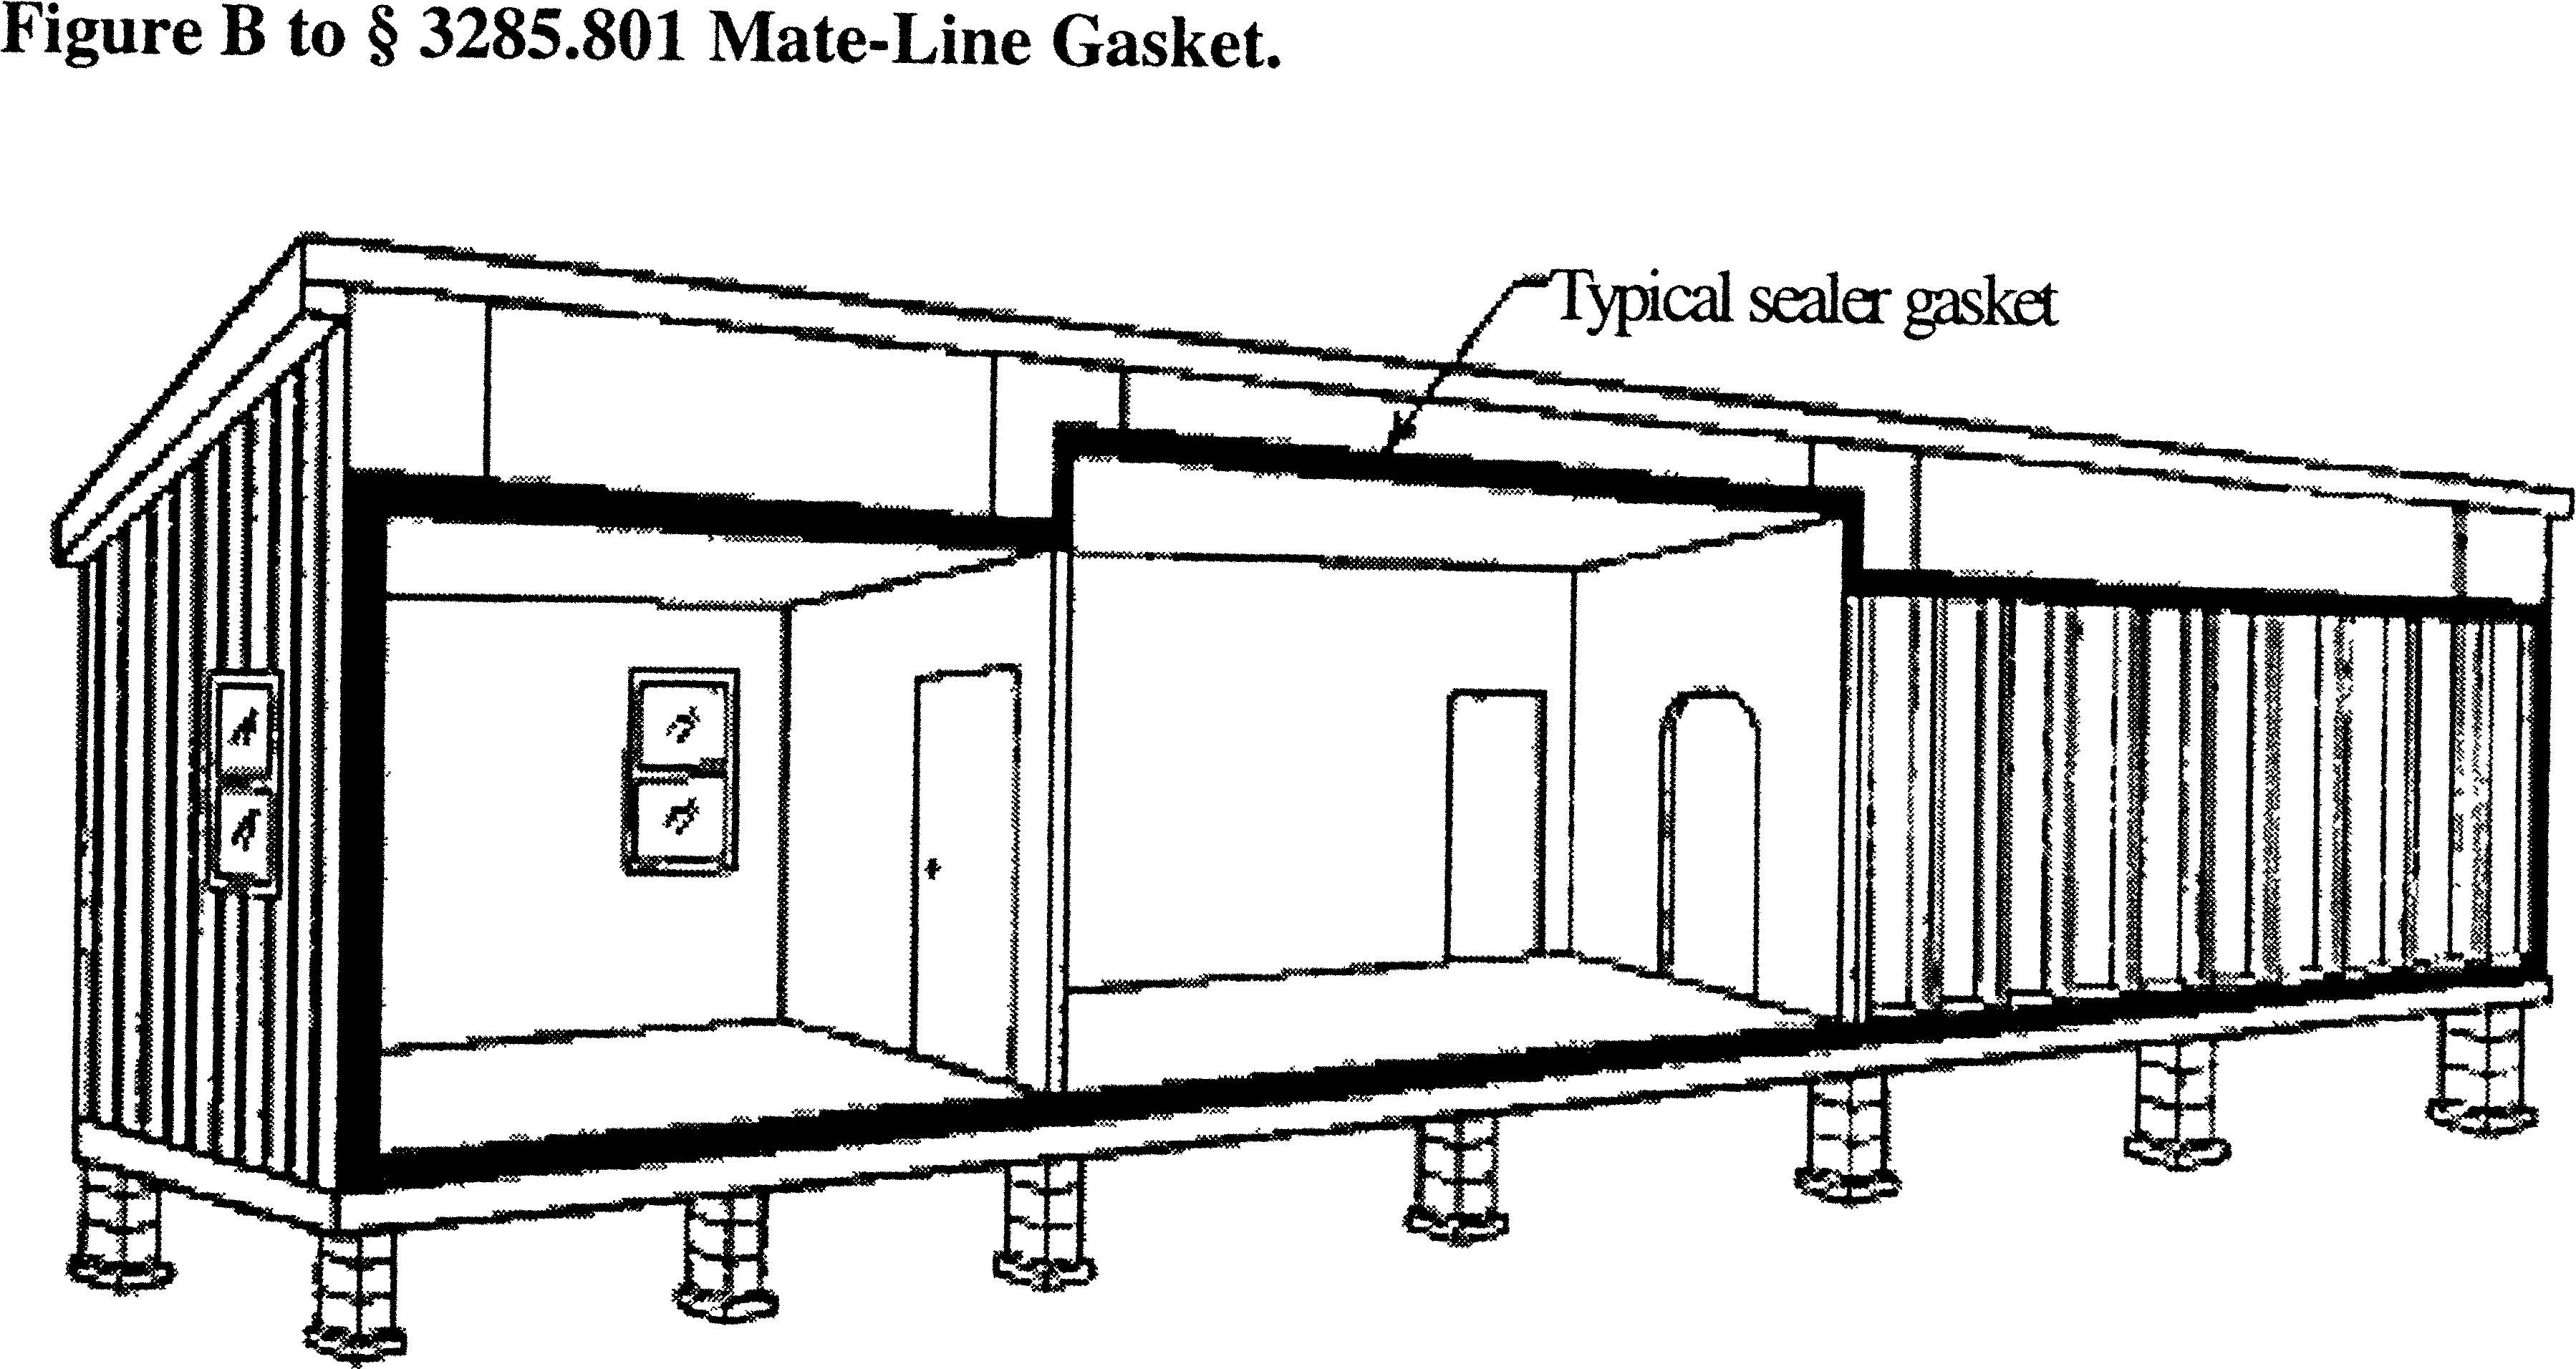 Figure B to § 3285.801 Mate-Line Gasket.
Typical sealer gasket